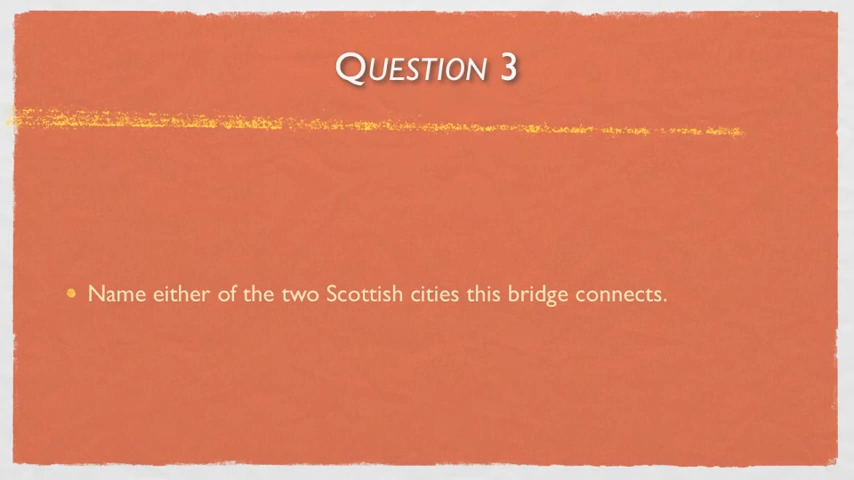 Question 3
• Name either of the two Scottish cities this bridge connects.